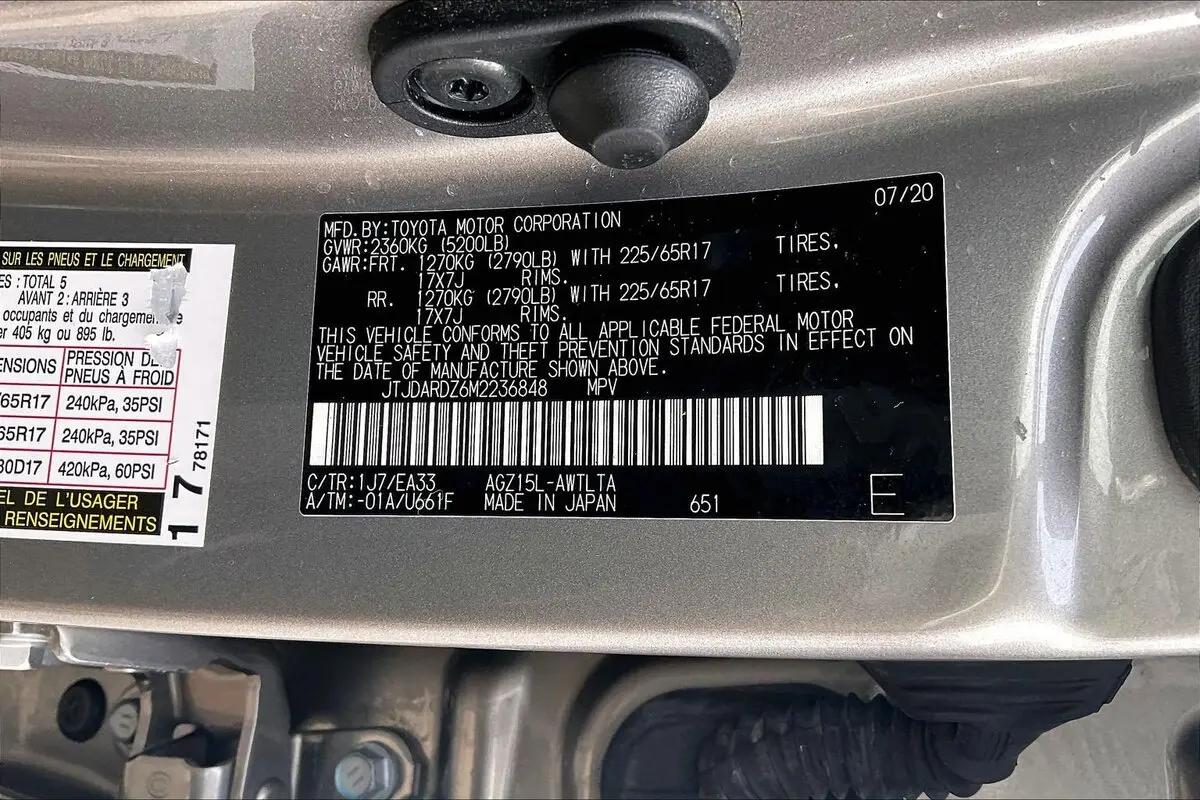 SUR LES PNEUS ET LE CHARGEMENT
ES : TOTAL 5
AVANT 2 : ARRIÈRE 3
occupants et du chargement
er 405 kg ou 895 lb.
ENSIONS PRESSION DES PNEUS À FROID
65R17 240kPa, 35PSI
65R17 240kPa, 35PSI
80D17 420kPa, 60PSI
EL DE L'USAGER
RENSEIGNEMENTS
1 7 78171
07/20
MFD.BY:TOYOTA MOTOR CORPORATION
GVWR:2360KG (5200LB)
GAWR:FRT. 1270KG (2790LB) WITH 225/65R17 TIRES.
17X7J RIMS.
RR. 1270KG (2790LB) WITH 225/65R17 TIRES.
17X7J RIMS.
THIS VEHICLE CONFORMS TO ALL APPLICABLE FEDERAL MOTOR
VEHICLE SAFETY AND THEFT PREVENTION STANDARDS IN EFFECT ON
THE DATE OF MANUFACTURE SHOWN ABOVE.
JTJDARDZ6M2236848 MPV
C/TR:1J7/EA33 AGZ15L-AWTLTA
A/TM:-01A/U661F MADE IN JAPAN 651 E